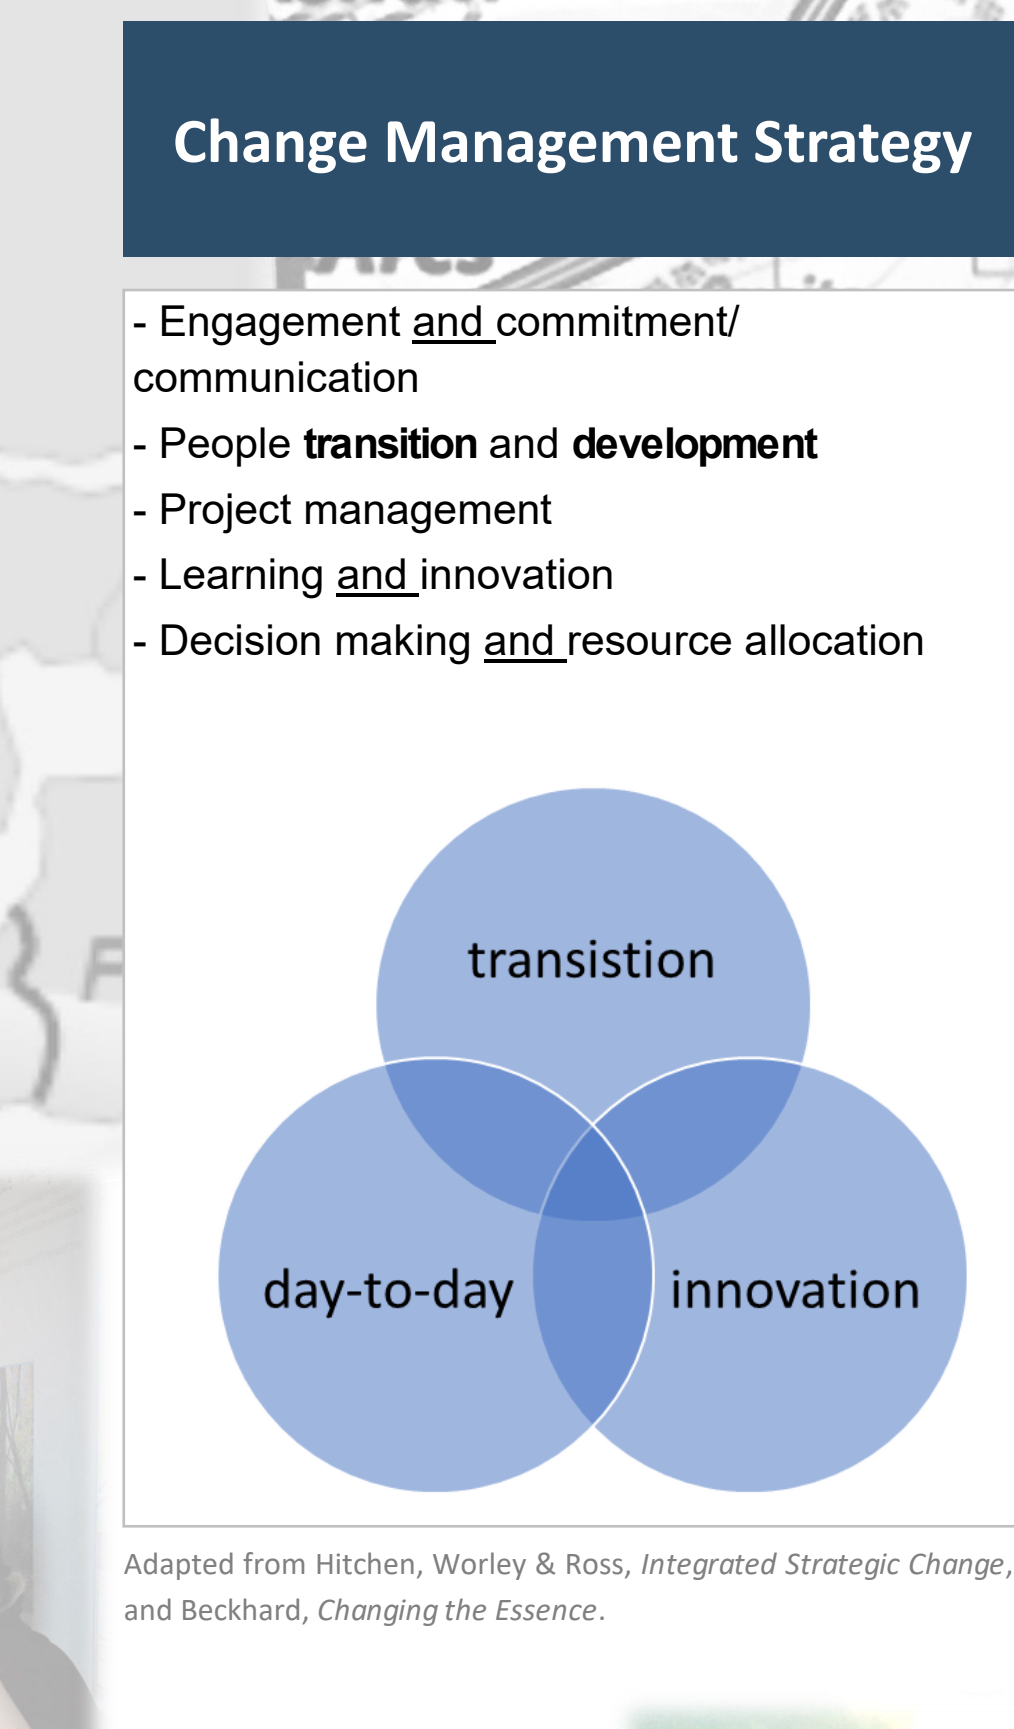 Change Management Strategy
- Engagement and commitment/
communication
- People transition and development
- Project management
- Learning and innovation
- Decision making and resource allocation
transistion
day-to-day
innovation
Adapted from Hitchen, Worley & Ross, Integrated Strategic Change,
and Beckhard, Changing the Essence.